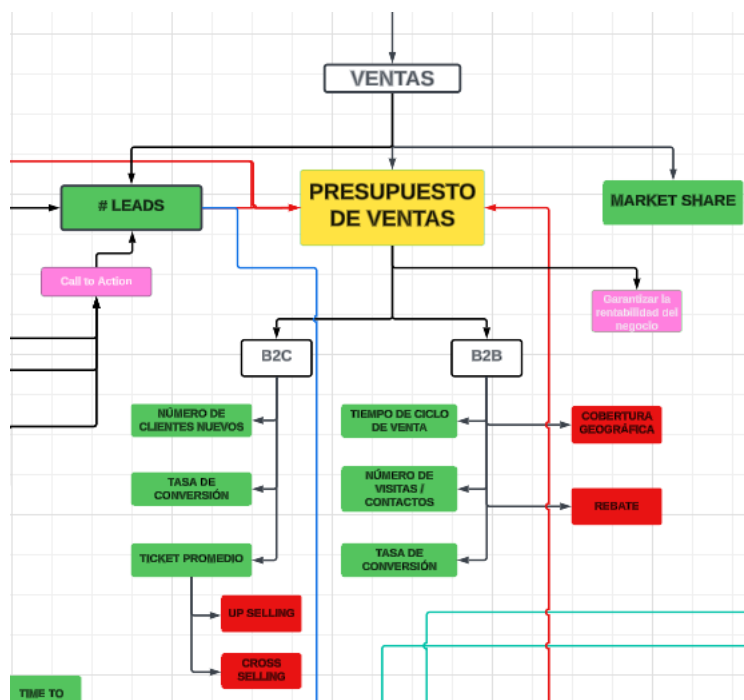 VENTAS
# LEADS
PRESUPUESTO
DE VENTAS
MARKET SHARE
Call to Action
Garantizar la
rentabilidad del
negocio
B2C
B2B
NÚMERO DE
CLIENTES NUEVOS
TIEMPO DE CICLO
DE VENTA
COBERTURA
GEOGRÁFICA
TASA DE
CONVERSIÓN
NÚMERO DE
VISITAS /
CONTACTOS
REBATE
TICKET PROMEDIO
TASA DE
CONVERSIÓN
UP SELLING
CROSS
SELLING
TIME TO